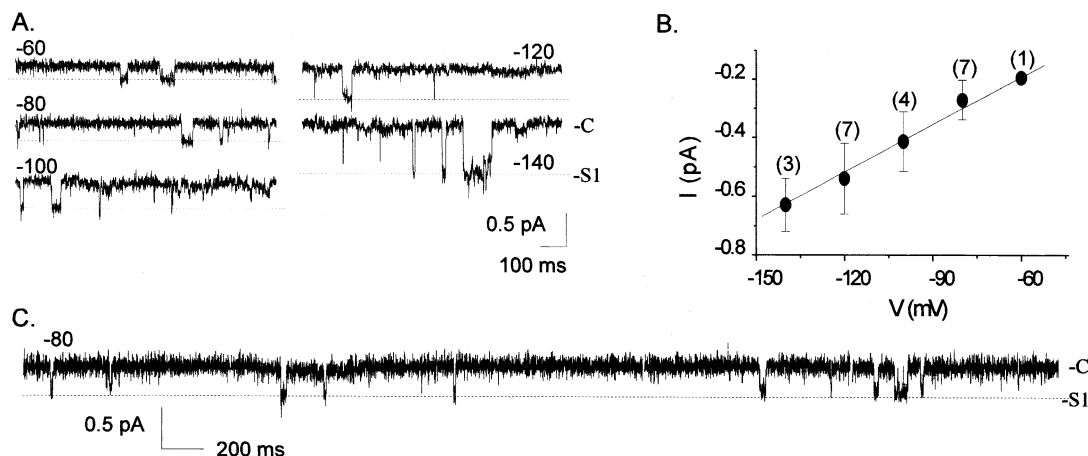 A.
-60
-80
-100
-120
-C
-140
-S1
0.5 pA
100 ms
B.
(3)
(7)
(4)
(7)
(1)
-0.2
-0.4
-0.6
-0.8
I (pA)
-150
-120
-90
-60
V (mV)
C.
-80
-C
-S1
0.5 pA
200 ms